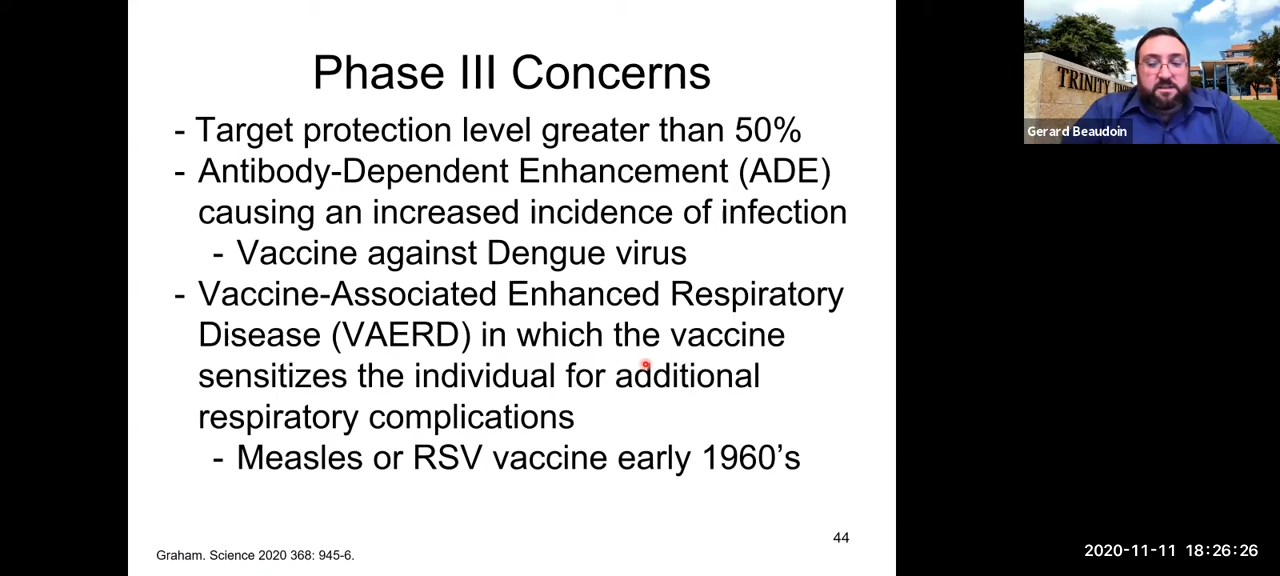 Phase III Concerns
- Target protection level greater than 50%
- Antibody-Dependent Enhancement (ADE)
causing an increased incidence of infection
- Vaccine against Dengue virus
- Vaccine-Associated Enhanced Respiratory
Disease (VAERD) in which the vaccine
sensitizes the individual for additional
respiratory complications
- Measles or RSV vaccine early 1960's
44
Graham. Science 2020 368: 945-6.
TRINITY
Gerard Beaudoin
2020-11-11 18:26:26